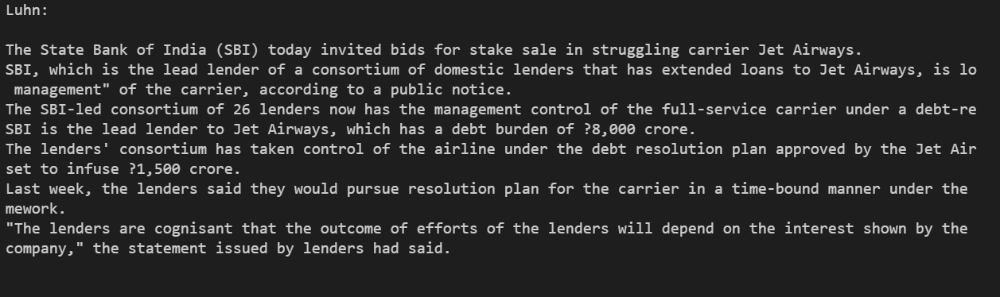 Luhn:
The State Bank of India (SBI) today invited bids for stake sale in struggling carrier Jet Airways.
SBI, which is the lead lender of a consortium of domestic lenders that has extended loans to Jet Airways, is lo
management" of the carrier, according to a public notice.
The SBI-led consortium of 26 lenders now has the management control of the full-service carrier under a debt-re
SBI is the lead lender to Jet Airways, which has a debt burden of ?8,000 crore.
The lenders' consortium has taken control of the airline under the debt resolution plan approved by the Jet Air
set to infuse ?1,500 crore.
Last week, the lenders said they would pursue resolution plan for the carrier in a time-bound manner under the
mework.
"The lenders are cognisant that the outcome of efforts of the lenders will depend on the interest shown by the
company," the statement issued by lenders had said.